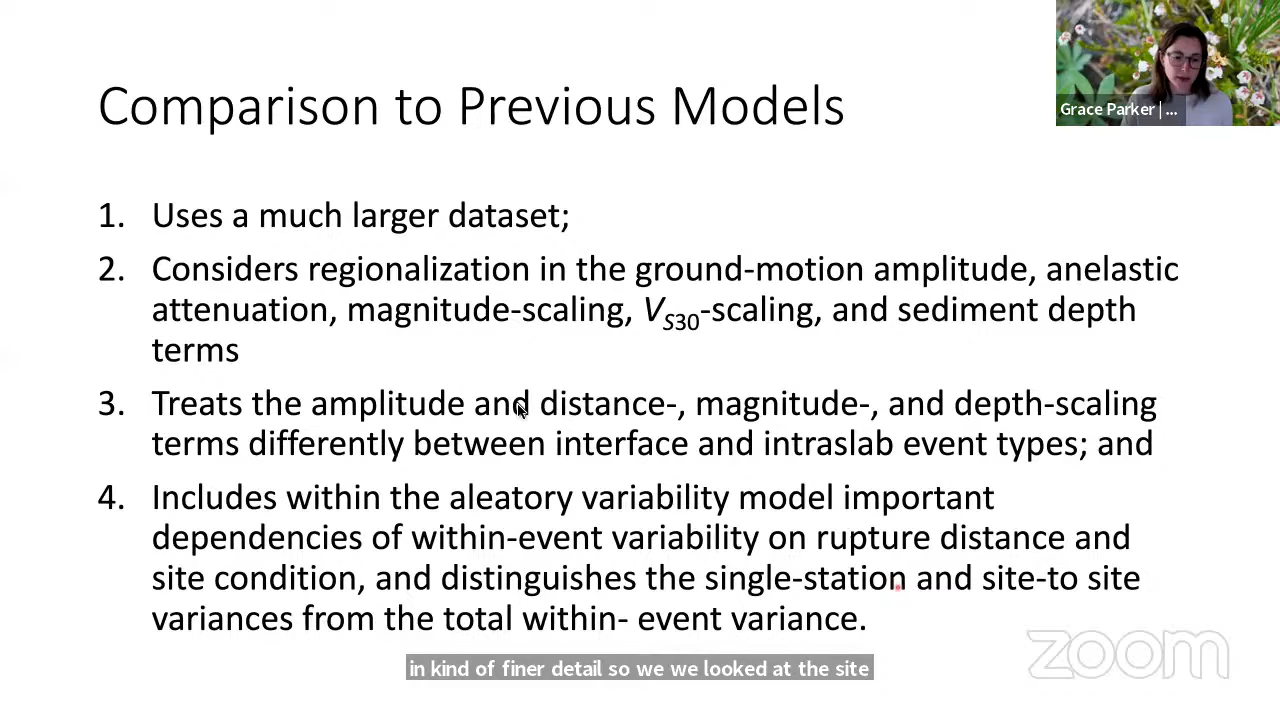 Comparison to Previous Models
Grace Parker | ...
1. Uses a much larger dataset;
2. Considers regionalization in the ground-motion amplitude, anelastic
attenuation, magnitude-scaling, VS30-scaling, and sediment depth
terms
3. Treats the amplitude and distance-, magnitude-, and depth-scaling
terms differently between interface and intraslab event types; and
4. Includes within the aleatory variability model important
dependencies of within-event variability on rupture distance and
site condition, and distinguishes the single-station and site-to site
variances from the total within- event variance.
zoom
in kind of finer detail so we we looked at the site